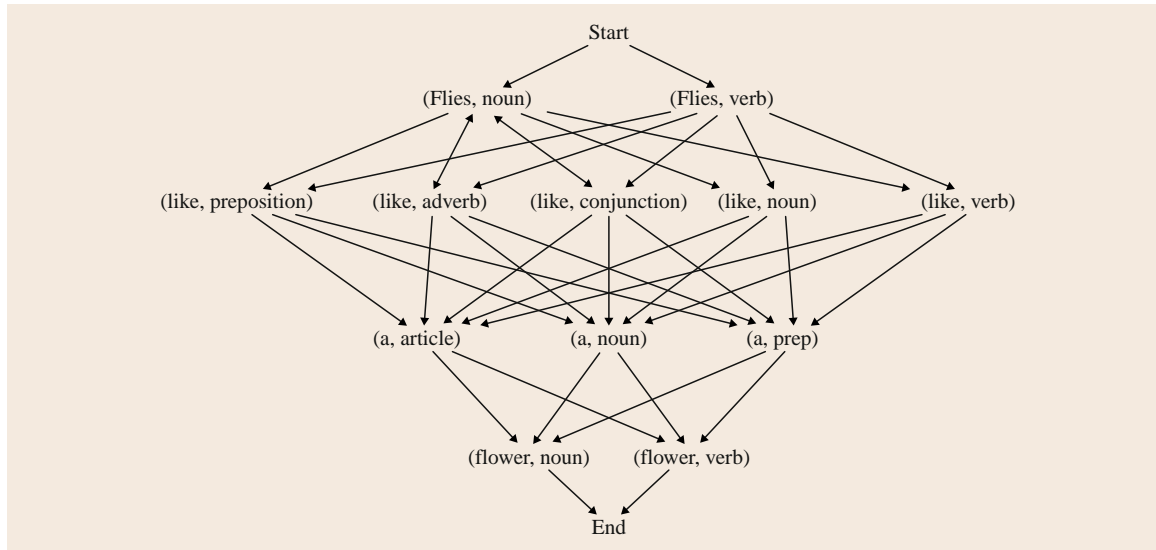 Start
(Flies, noun) (Flies, verb)
(like, preposition) (like, adverb) (like, conjunction) (like, noun) (like, verb)
(a, article) (a, noun) (a, prep)
(flower, noun) (flower, verb)
End